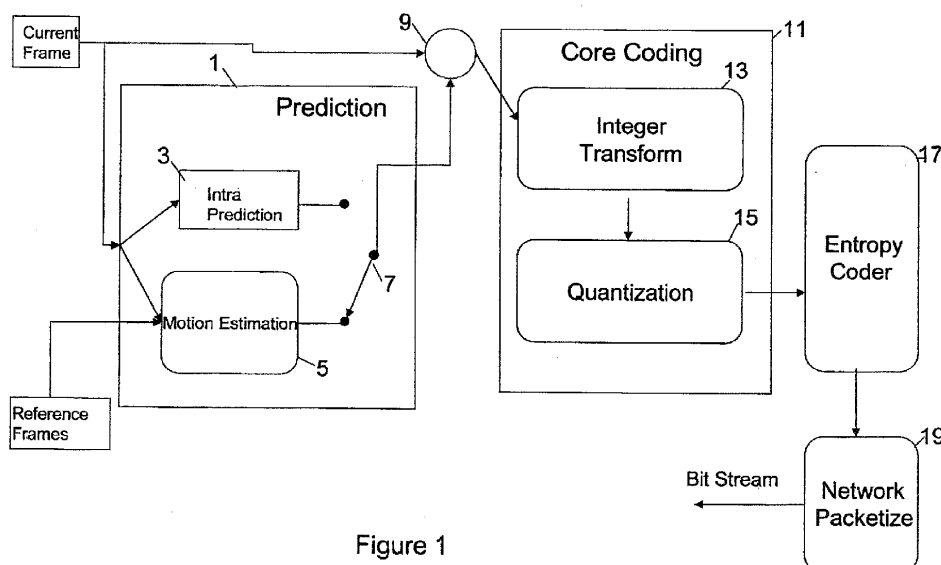 Current
Frame
9
11
1
Core Coding
13
Prediction
Integer
Transform
3
Intra
Prediction
17
15
7
Entropy
Coder
Quantization
Motion Estimation
5
Reference
Frames
19
Bit Stream
Network
Packetize
Figure 1